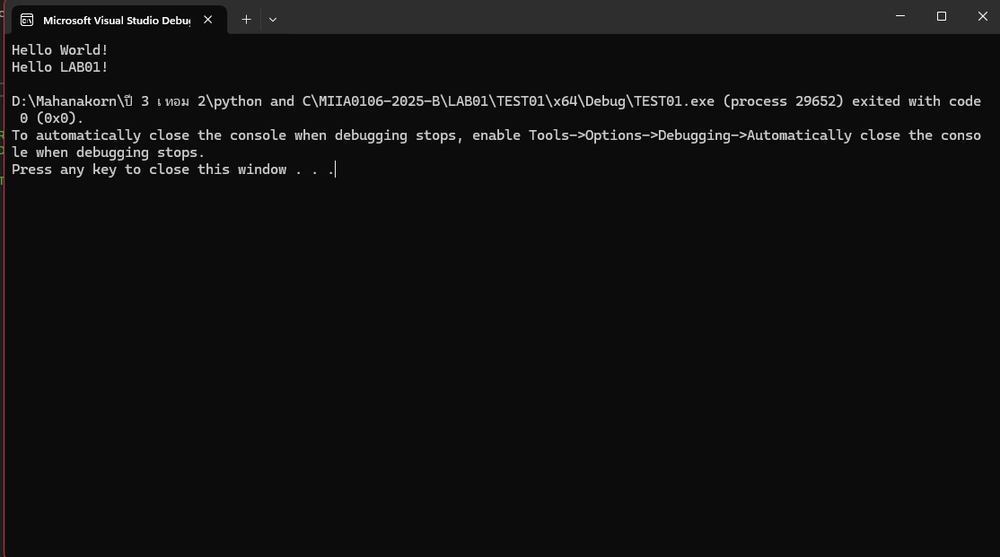 Microsoft Visual Studio Debug
Hello World!
Hello LAB01!
D:\Mahanakorn\ปี 3 เทอม 2\python and C\MIIA0106-2025-B\LAB01\TEST01\x64\Debug\TEST01.exe (process 29652) exited with code
0 (0x0).
To automatically close the console when debugging stops, enable Tools->Options->Debugging->Automatically close the conso
le when debugging stops.
Press any key to close this window . . .